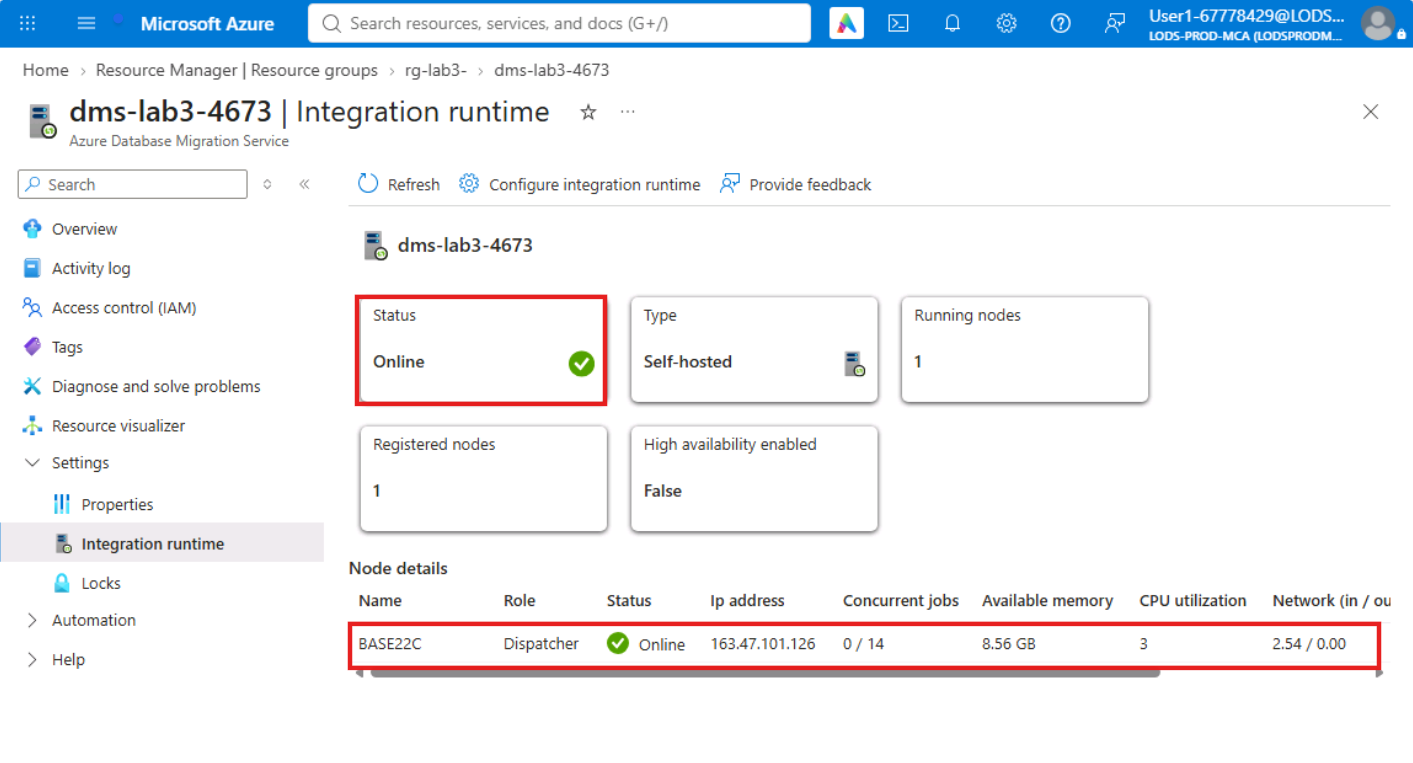 Microsoft Azure
Search resources, services, and docs (G+/)
User1-67778429@LODS...
LODS-PROD-MCA (LODSPRODM...
Home > Resource Manager | Resource groups > rg-lab3- > dms-lab3-4673
dms-lab3-4673 | Integration runtime
Azure Database Migration Service
Search
Refresh Configure integration runtime Provide feedback
Overview
Activity log
Access control (IAM)
Tags
Diagnose and solve problems
Resource visualizer
Settings
Properties
Integration runtime
Locks
Automation
Help
dms-lab3-4673
Status
Online
Type
Self-hosted
Running nodes
1
Registered nodes
1
High availability enabled
False
Node details
Name Role Status Ip address Concurrent jobs Available memory CPU utilization Network (in / ou
BASE22C Dispatcher Online 163.47.101.126 0 / 14 8.56 GB 3 2.54 / 0.00